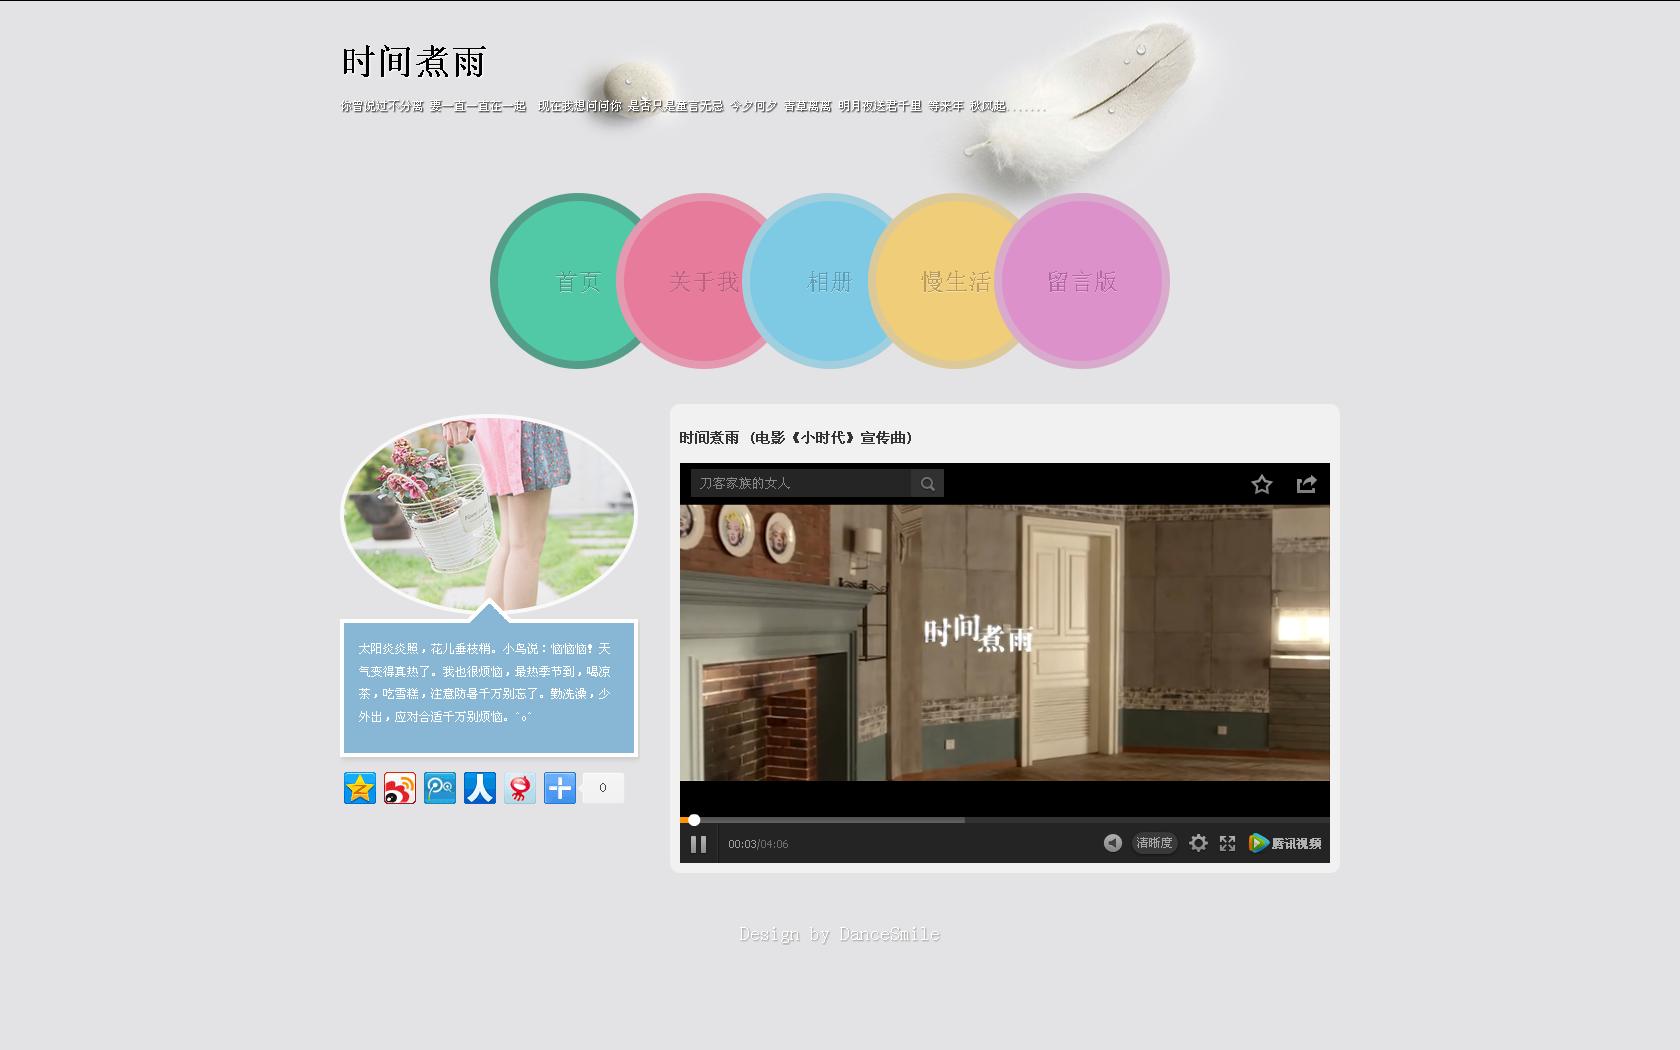 时间煮雨
你曾说过不分离 要一直一直在一起 现在我想问问你 是否只是童言无忌 今夕何夕 青草离离 明月夜送君千里 等来年 秋风起.......
首页
关于我
相册
慢生活
留言版
时间煮雨 (电影《小时代》宣传曲)
刀客家族的女人
时间煮雨
太阳炎炎照，花儿垂枝梢。小鸟说：恼恼恼！天
气变得真热了。我也很烦恼，最热季节到，喝凉
茶，吃雪糕，注意防暑千万别忘了。勤洗澡，少
外出，应对合适千万别烦恼。^o^
0
00:03/04:06
清晰度
腾讯视频
Design by DanceSmile